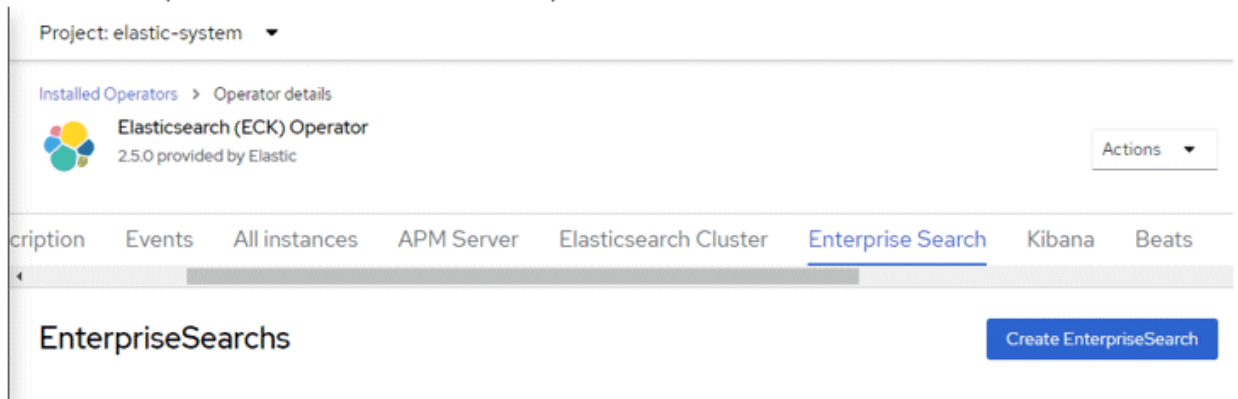 Project: elastic-system
Installed Operators > Operator details
Elasticsearch (ECK) Operator
2.5.0 provided by Elastic
Actions
cription Events All instances APM Server Elasticsearch Cluster Enterprise Search Kibana Beats
EnterpriseSearchs
Create EnterpriseSearch